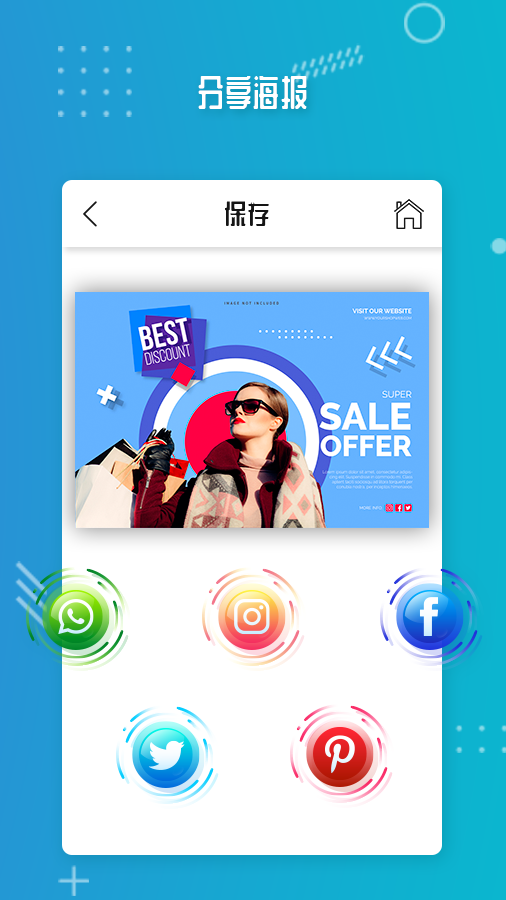 分享海报
保存
IMAGE NOT INCLUDED
VISIT OUR WEBSITE
BEST
DISCOUNT
SUPER
SALE
OFFER
MORE INFO